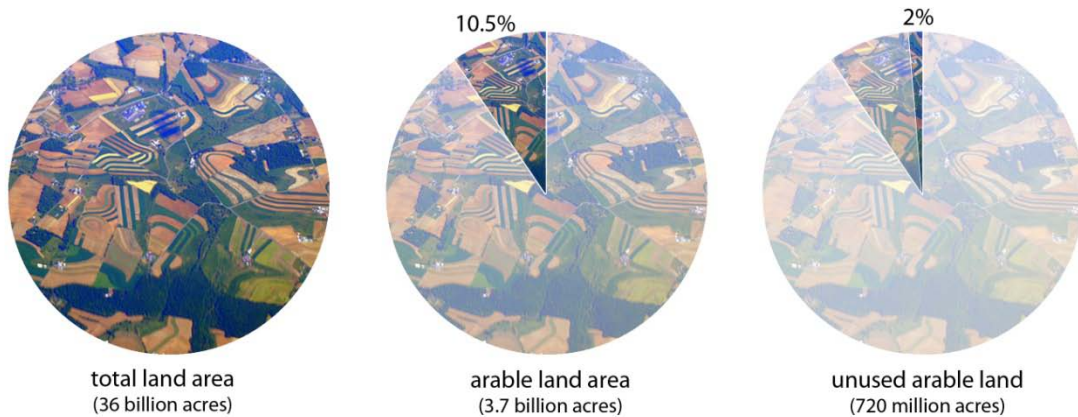 10.5%
2%
total land area
(36 billion acres)
arable land area
(3.7 billion acres)
unused arable land
(720 million acres)